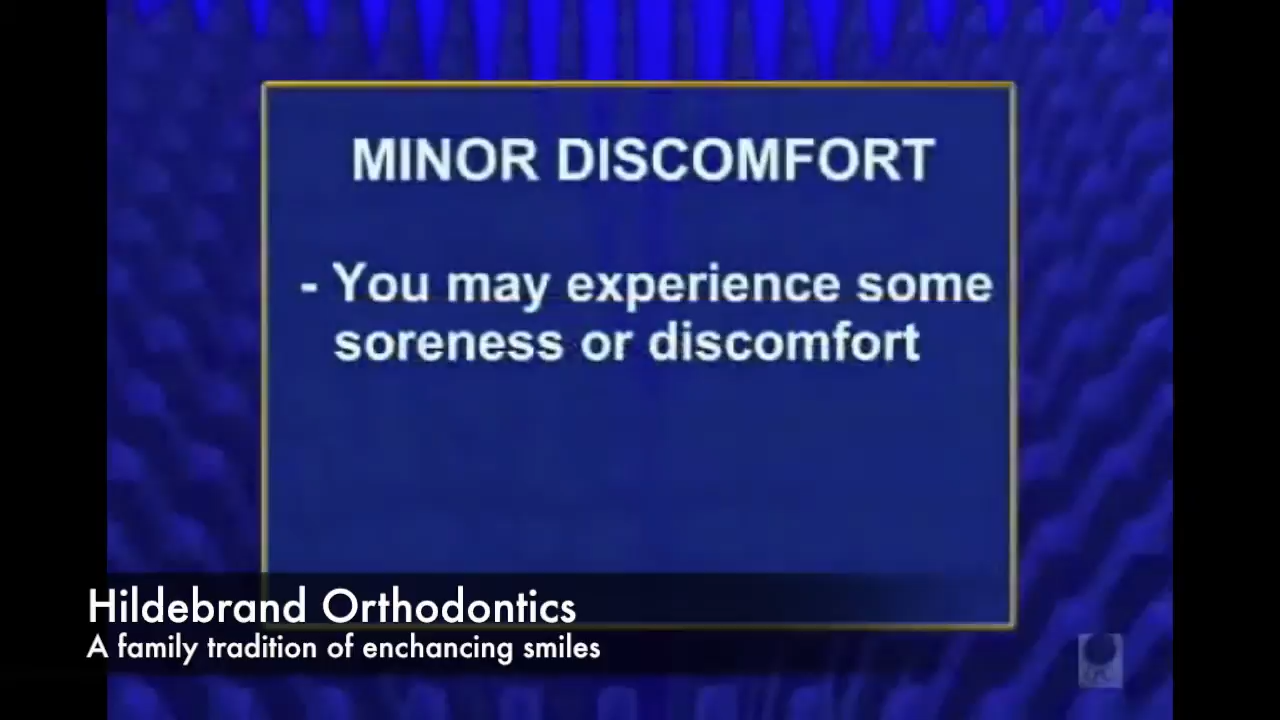 MINOR DISCOMFORT
- You may experience some
soreness or discomfort
Hildebrand Orthodontics
A family tradition of enchancing smiles